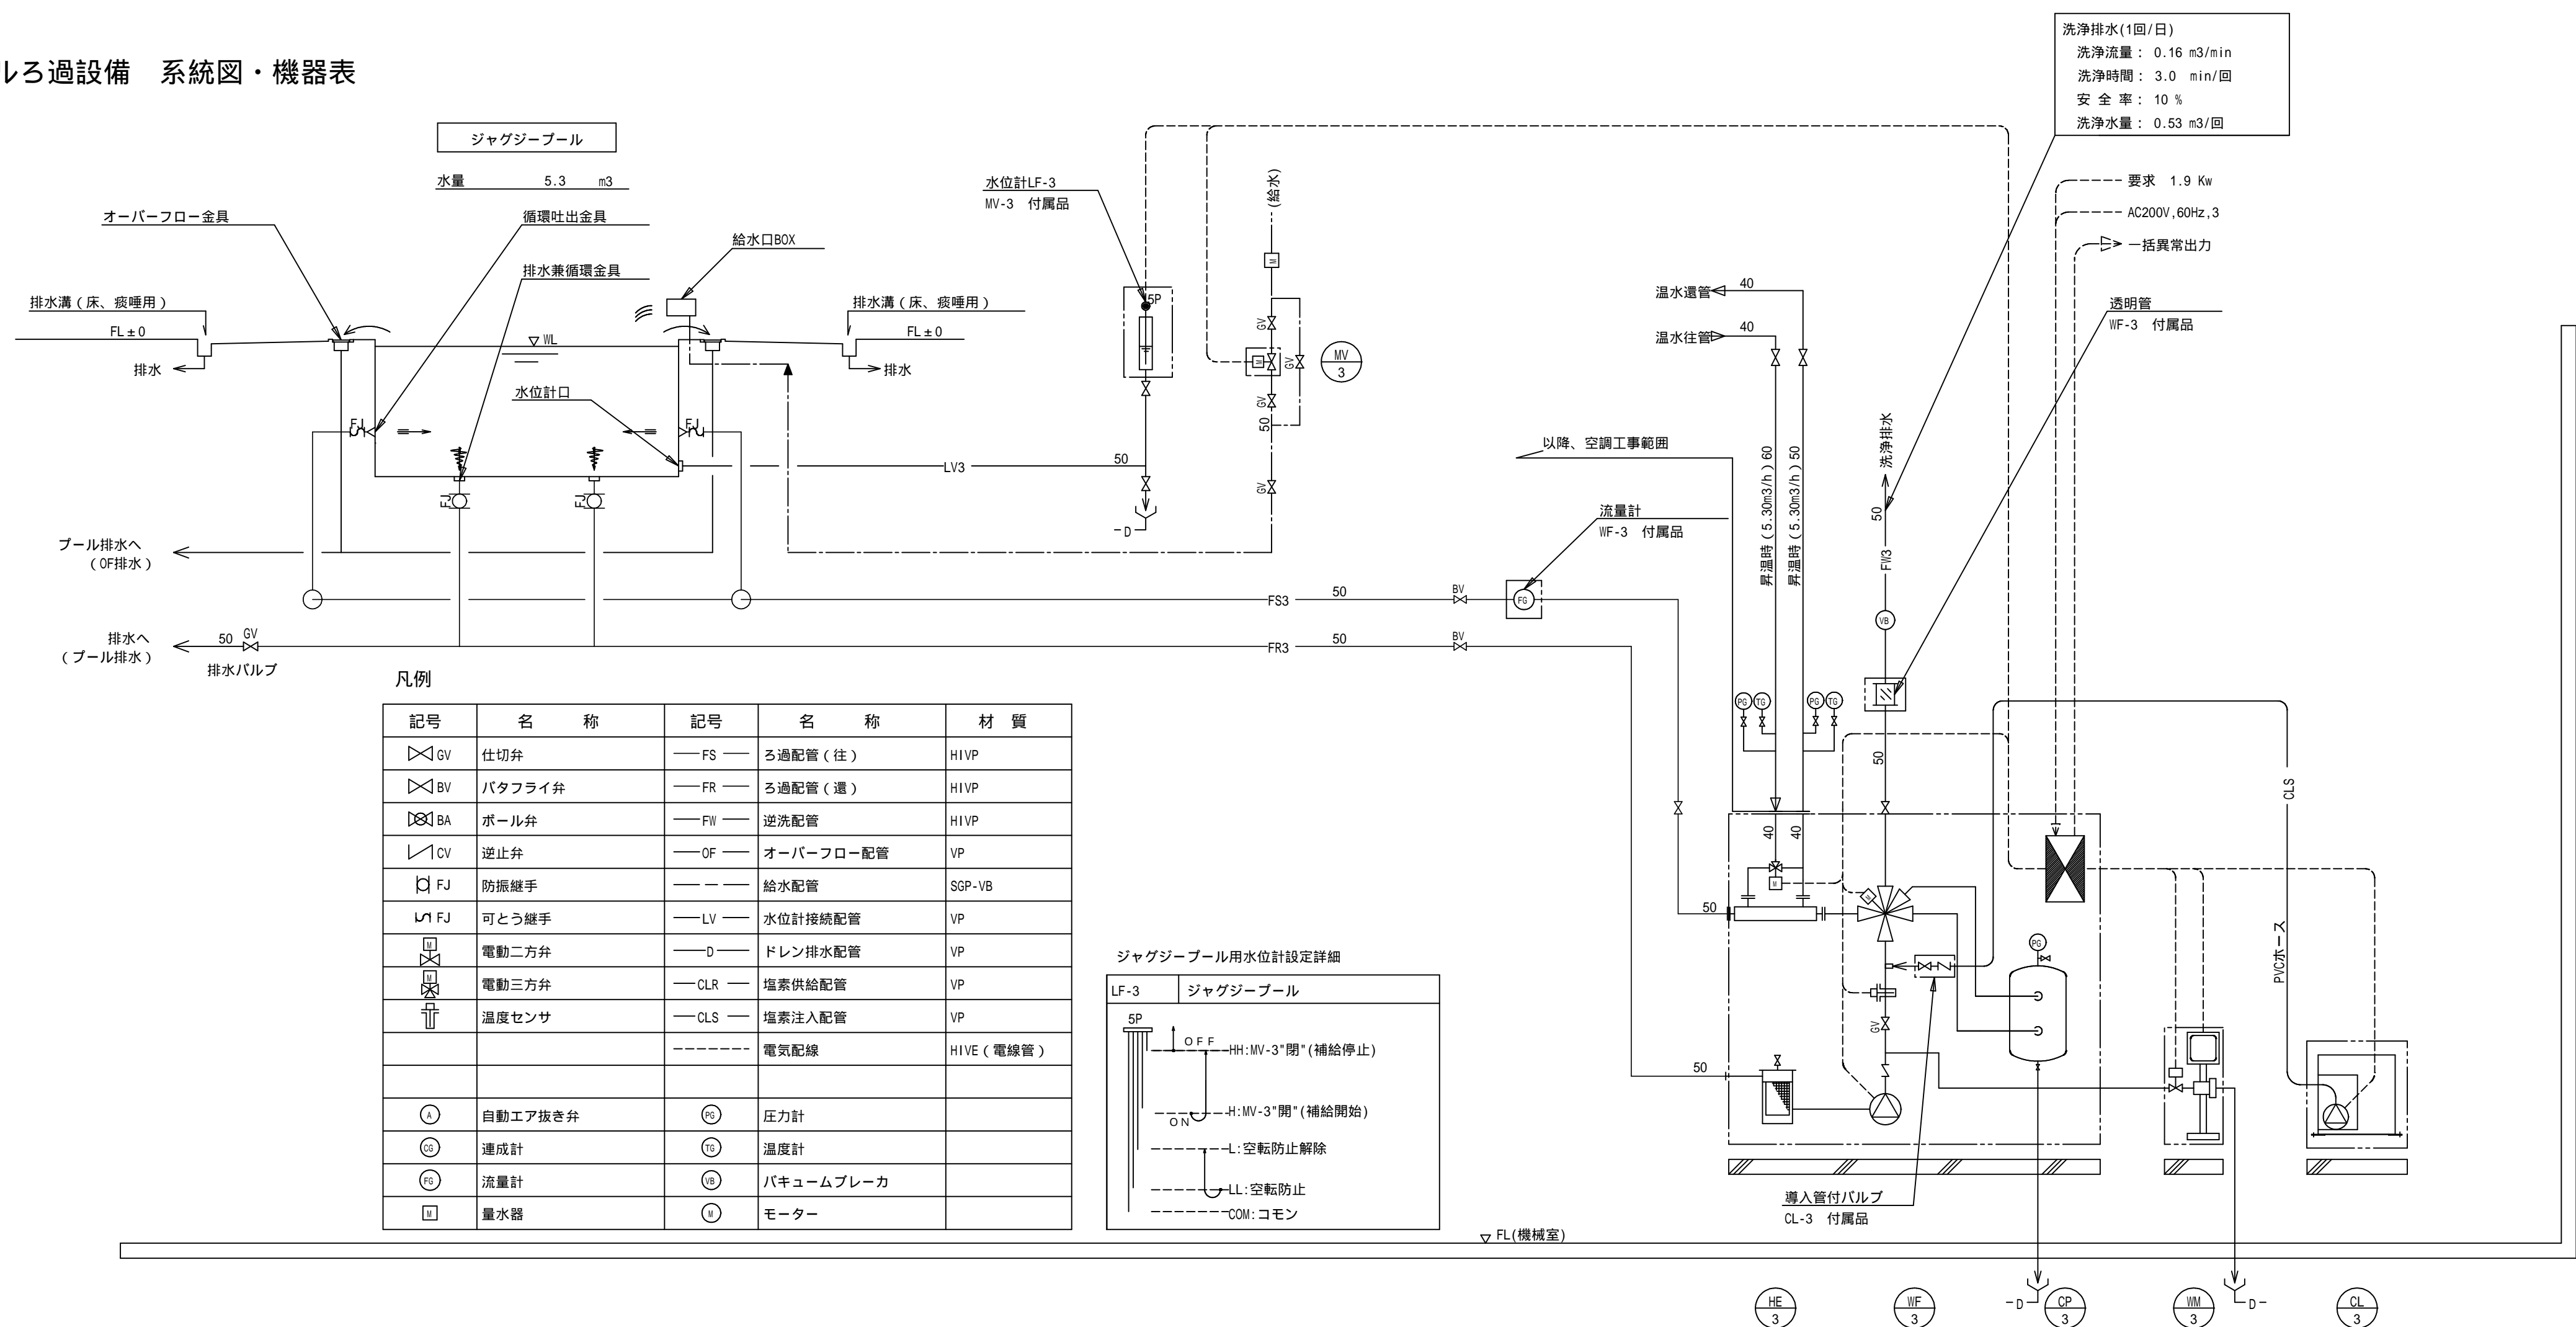 ルろ過設備　系統図・機器表
洗浄排水(1回/日)
洗浄流量： 0.16 m3/min
洗浄時間： 3.0 min/回
安 全 率： 10 %
洗浄水量： 0.53 m3/回
ジャグジープール
水量 5.3 m3
オーバーフロー金具
循環吐出金具
給水口BOX
排水兼循環金具
排水溝（床、痰唾用）
FL±0
排水
WL
排水溝（床、痰唾用）
FL±0
排水
水位計口
FJ
FJ
FJ
FJ
水位計LF-3
MV-3　付属品
5P
(給水)
M
GV
M
GV
GV
50
GV
MV
3
LV3
50
D
要求　1.9 Kw
AC200V,60Hz,3
一括異常出力
温水還管
40
温水往管
40
透明管
WF-3　付属品
以降、空調工事範囲
昇温時（5.30m3/h）60
昇温時（5.30m3/h）50
洗浄排水
50
FW3
VB
流量計
WF-3　付属品
プール排水へ
（OF排水）
FS3
50
BV
FG
排水へ
（プール排水）
50
GV
排水バルブ
FR3
50
BV
PG
TG
PG
TG
50
CLS
40
40
M
50
M
PG
GV
50
PVCホース
導入管付バルブ
CL-3　付属品
凡例
記号 名　称 記号 名　称 材　質
GV 仕切弁 FS ろ過配管（往） HIVP
BV バタフライ弁 FR ろ過配管（還） HIVP
BA ボール弁 FW 逆洗配管 HIVP
CV 逆止弁 OF オーバーフロー配管 VP
FJ 防振継手 給水配管 SGP-VB
FJ 可とう継手 LV 水位計接続配管 VP
M 電動二方弁 D ドレン排水配管 VP
M 電動三方弁 CLR 塩素供給配管 VP
温度センサ CLS 塩素注入配管 VP
電気配線 HIVE（電線管）
A 自動エア抜き弁 PG 圧力計
CG 連成計 TG 温度計
FG 流量計 VB バキュームブレーカ
M 量水器 M モーター
ジャグジープール用水位計設定詳細
LF-3 ジャグジープール
5P
OFF
HH:MV-3"閉"(補給停止)
H:MV-3"開"(補給開始)
ON
L:空転防止解除
LL:空転防止
COM:コモン
FL(機械室)
HE
3
WF
3
D
CP
3
WM
3
D
CL
3